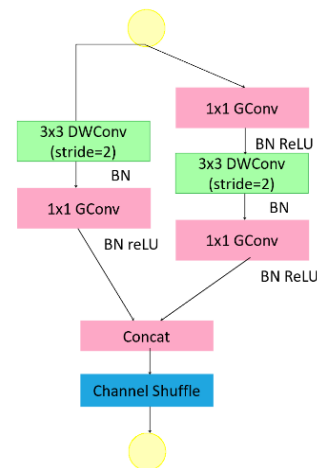 1x1 GConv
BN ReLU
3x3 DWConv
(stride=2)
BN
1x1 GConv
BN reLU
3x3 DWConv
(stride=2)
BN
1x1 GConv
BN ReLU
Concat
Channel Shuffle